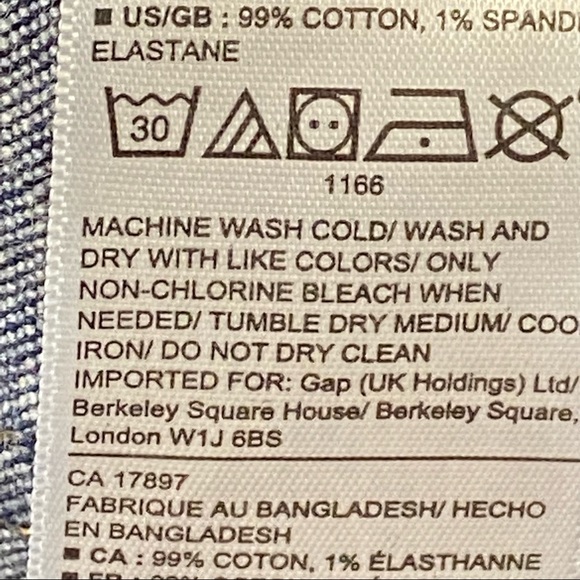 US/GB : 99% COTTON, 1%
ELASTANE
30
1166
MACHINE WASH COLD/ WASH AND
DRY WITH LIKE COLORS/ ONLY
NON-CHLORINE BLEACH WHEN
NEEDED/ TUMBLE DRY MEDIUM/
IRON/ DO NOT DRY CLEAN
IMPORTED FOR: Gap (UK Holdings) Ltd/
Berkeley Square House/ Berkeley Square,
London W1J 6BS
CA 17897
FABRIQUE AU BANGLADESH/ HECHO
EN BANGLADESH
CA : 99% COTON, 1% ÉLASTHANNE